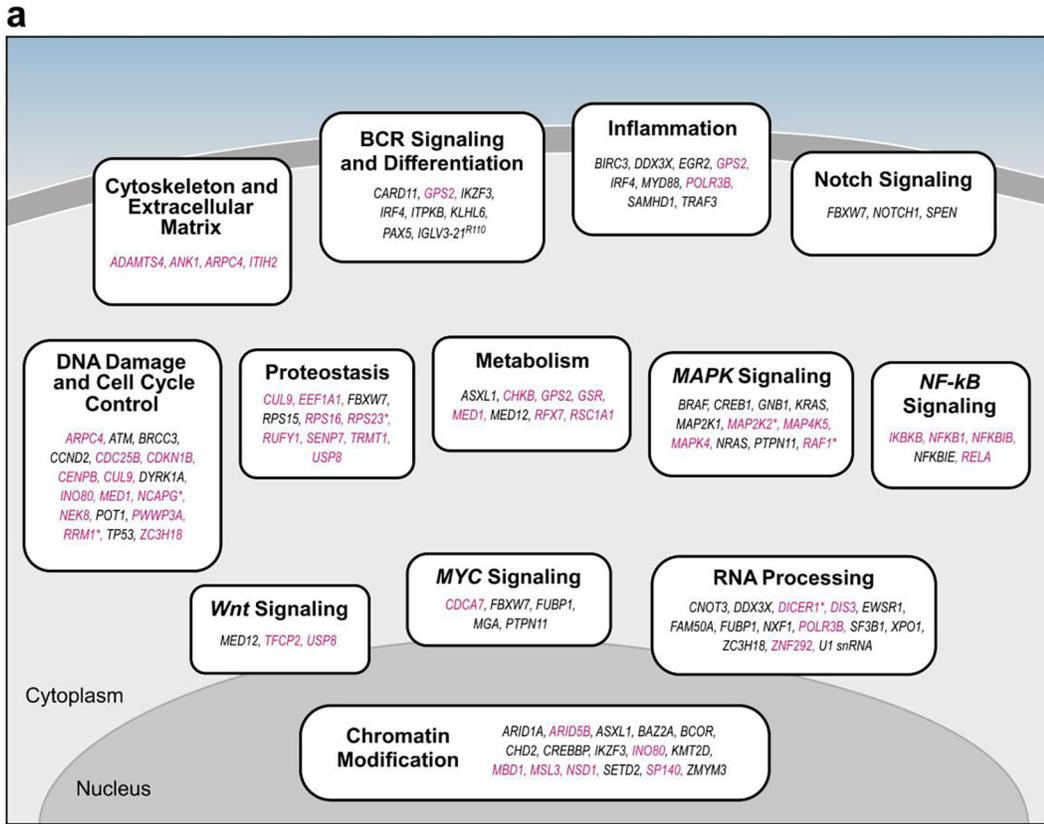 a
BCR Signaling
and Differentiation
CARD11, GPS2, IKZF3,
IRF4, ITPKB, KLHL6,
PAX5, IGLV3-21R110
Inflammation
BIRC3, DDX3X, EGR2, GPS2,
IRF4, MYD88, POLR3B,
SAMHD1, TRAF3
Cytoskeleton and
Extracellular
Matrix
ADAMTS4, ANK1, ARPC4, ITIH2
Notch Signaling
FBXW7, NOTCH1, SPEN
DNA Damage
and Cell Cycle
Control
ARPC4, ATM, BRCC3,
CCND2, CDC25B, CDKN1B,
CENPB, CUL9, DYRK1A,
INO80, MED1, NCAPG*,
NEK8, POT1, PWWP3A,
RRM1*, TP53, ZC3H18
Proteostasis
CUL9, EEF1A1, FBXW7,
RPS15, RPS16, RPS23*,
RUFY1, SENP7, TRMT1,
USP8
Metabolism
ASXL1, CHKB, GPS2, GSR,
MED1, MED12, RFX7, RSC1A1
MAPK Signaling
BRAF, CREB1, GNB1, KRAS,
MAP2K1, MAP2K2*, MAP4K5,
MAPK4, NRAS, PTPN11, RAF1*
NF-kB
Signaling
IKBKB, NFKB1, NFKBIB,
NFKBIE, RELA
Wnt Signaling
MED12, TFCP2, USP8
MYC Signaling
CDCA7, FBXW7, FUBP1,
MGA, PTPN11
RNA Processing
CNOT3, DDX3X, DICER1*, DIS3, EWSR1,
FAM50A, FUBP1, NXF1, POLR3B, SF3B1, XPO1,
ZC3H18, ZNF292, U1 snRNA
Cytoplasm
Chromatin
Modification
ARID1A, ARID5B, ASXL1, BAZ2A, BCOR,
CHD2, CREBBP, IKZF3, INO80, KMT2D,
MBD1, MSL3, NSD1, SETD2, SP140, ZMYM3
Nucleus